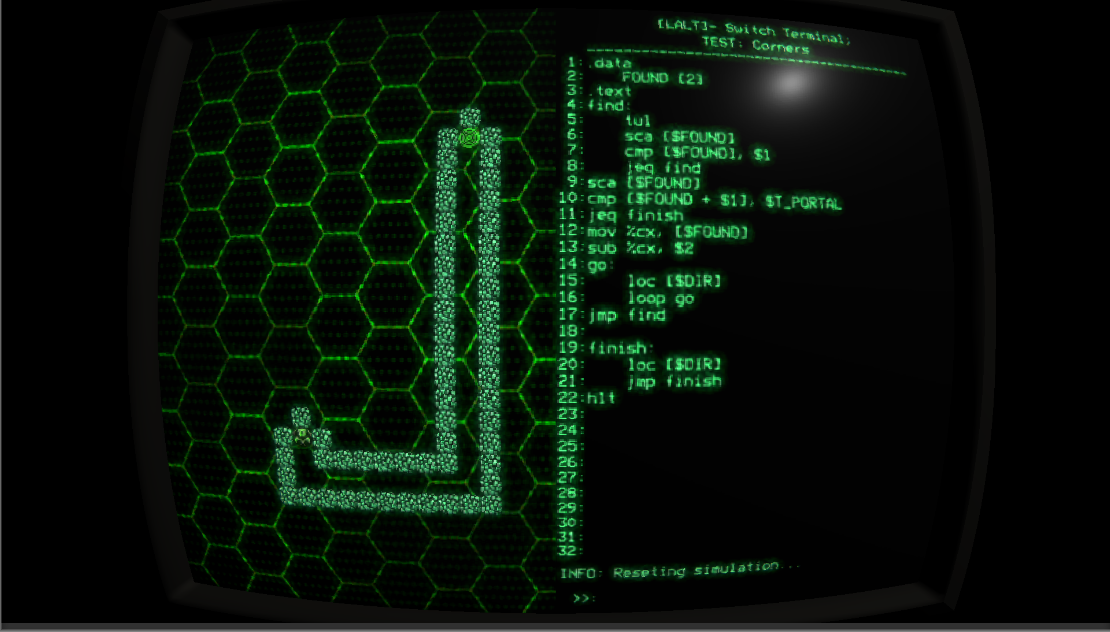 [LALT]- Switch Terminal;
TEST: Corners
1: .data
2: FOUND [2]
3: .text
4: find:
5: tul
6: sca [$FOUND]
7: cmp [$FOUND], $1
8: jeq find
9: sca [$FOUND]
10: cmp [$FOUND + $1], $T_PORTAL
11: jeq finish
12: mov %cx, [$FOUND]
13: sub %cx, $2
14: go:
15: loc [$DIR]
16: loop go
17: jmp find
18:
19: finish:
20: loc [$DIR]
21: jmp finish
22: hlt
23:
24:
25:
26:
27:
28:
29:
30:
31:
32:
INFO: Reseting simulation...
>>: